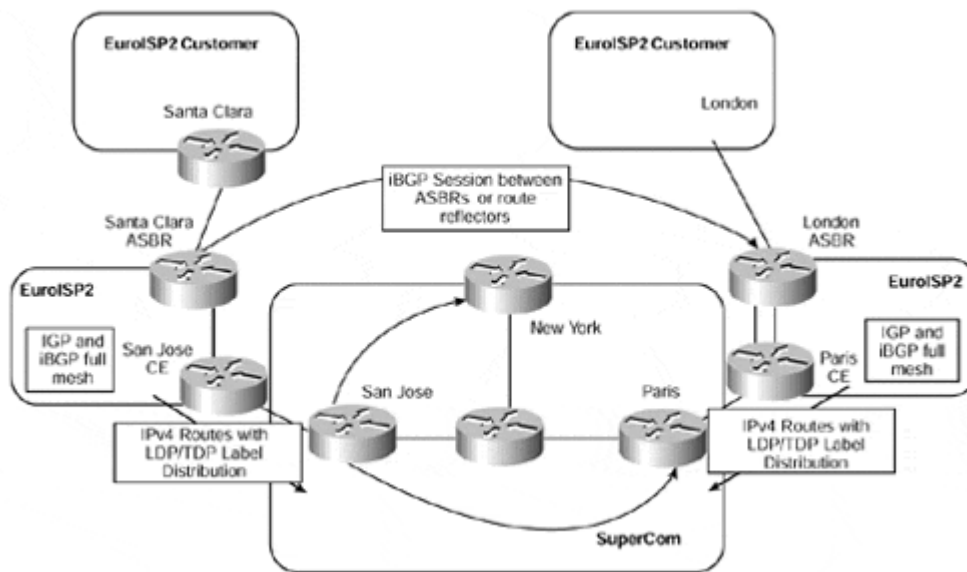 EuroISP2 Customer
Santa Clara
EuroISP2 Customer
London
iBGP Session between
ASBRs or route
reflectors
Santa Clara
ASBR
London
ASBR
EuroISP2
IGP and
iBGP full
mesh
San Jose
CE
New York
San Jose
Paris
EuroISP2
IGP and
iBGP full
mesh
Paris
CE
IPv4 Routes with
LDP/TDP Label
Distribution
IPv4 Routes with
LDP/TDP Label
Distribution
SuperCom